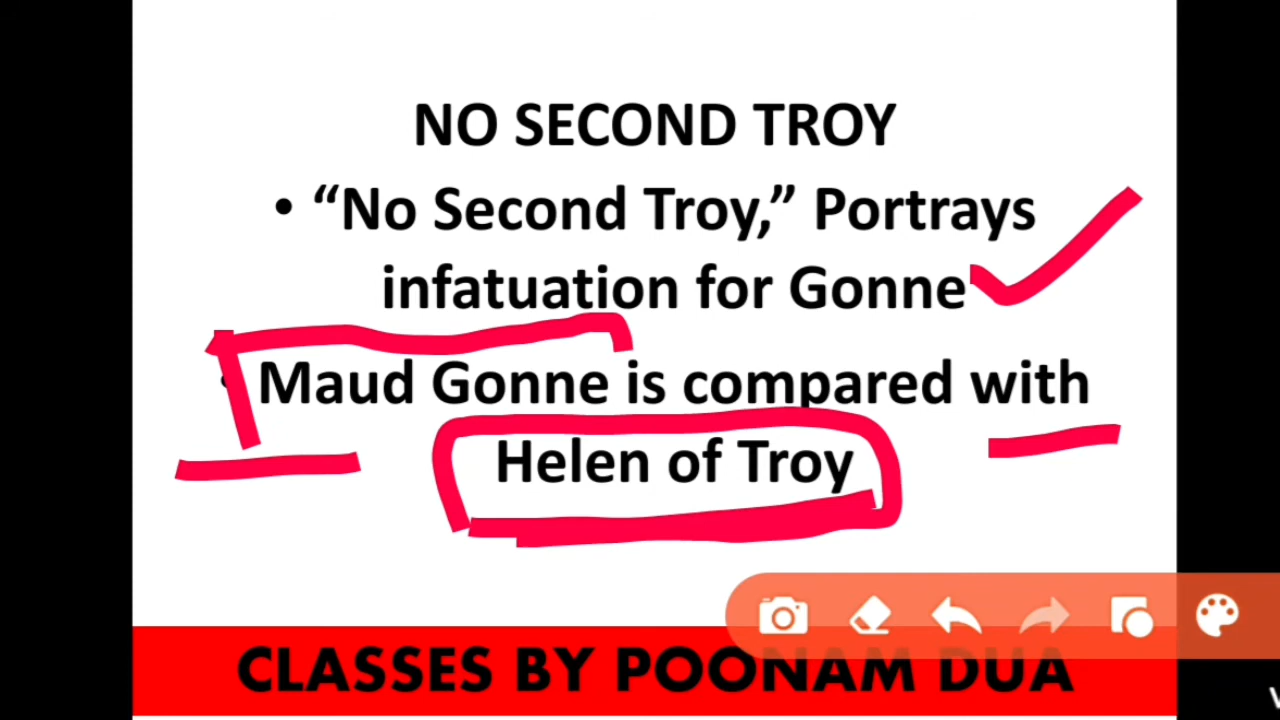 NO SECOND TROY
• “No Second Troy,” Portrays
infatuation for Gonne
• Maud Gonne is compared with
Helen of Troy
CLASSES BY POONAM DUA